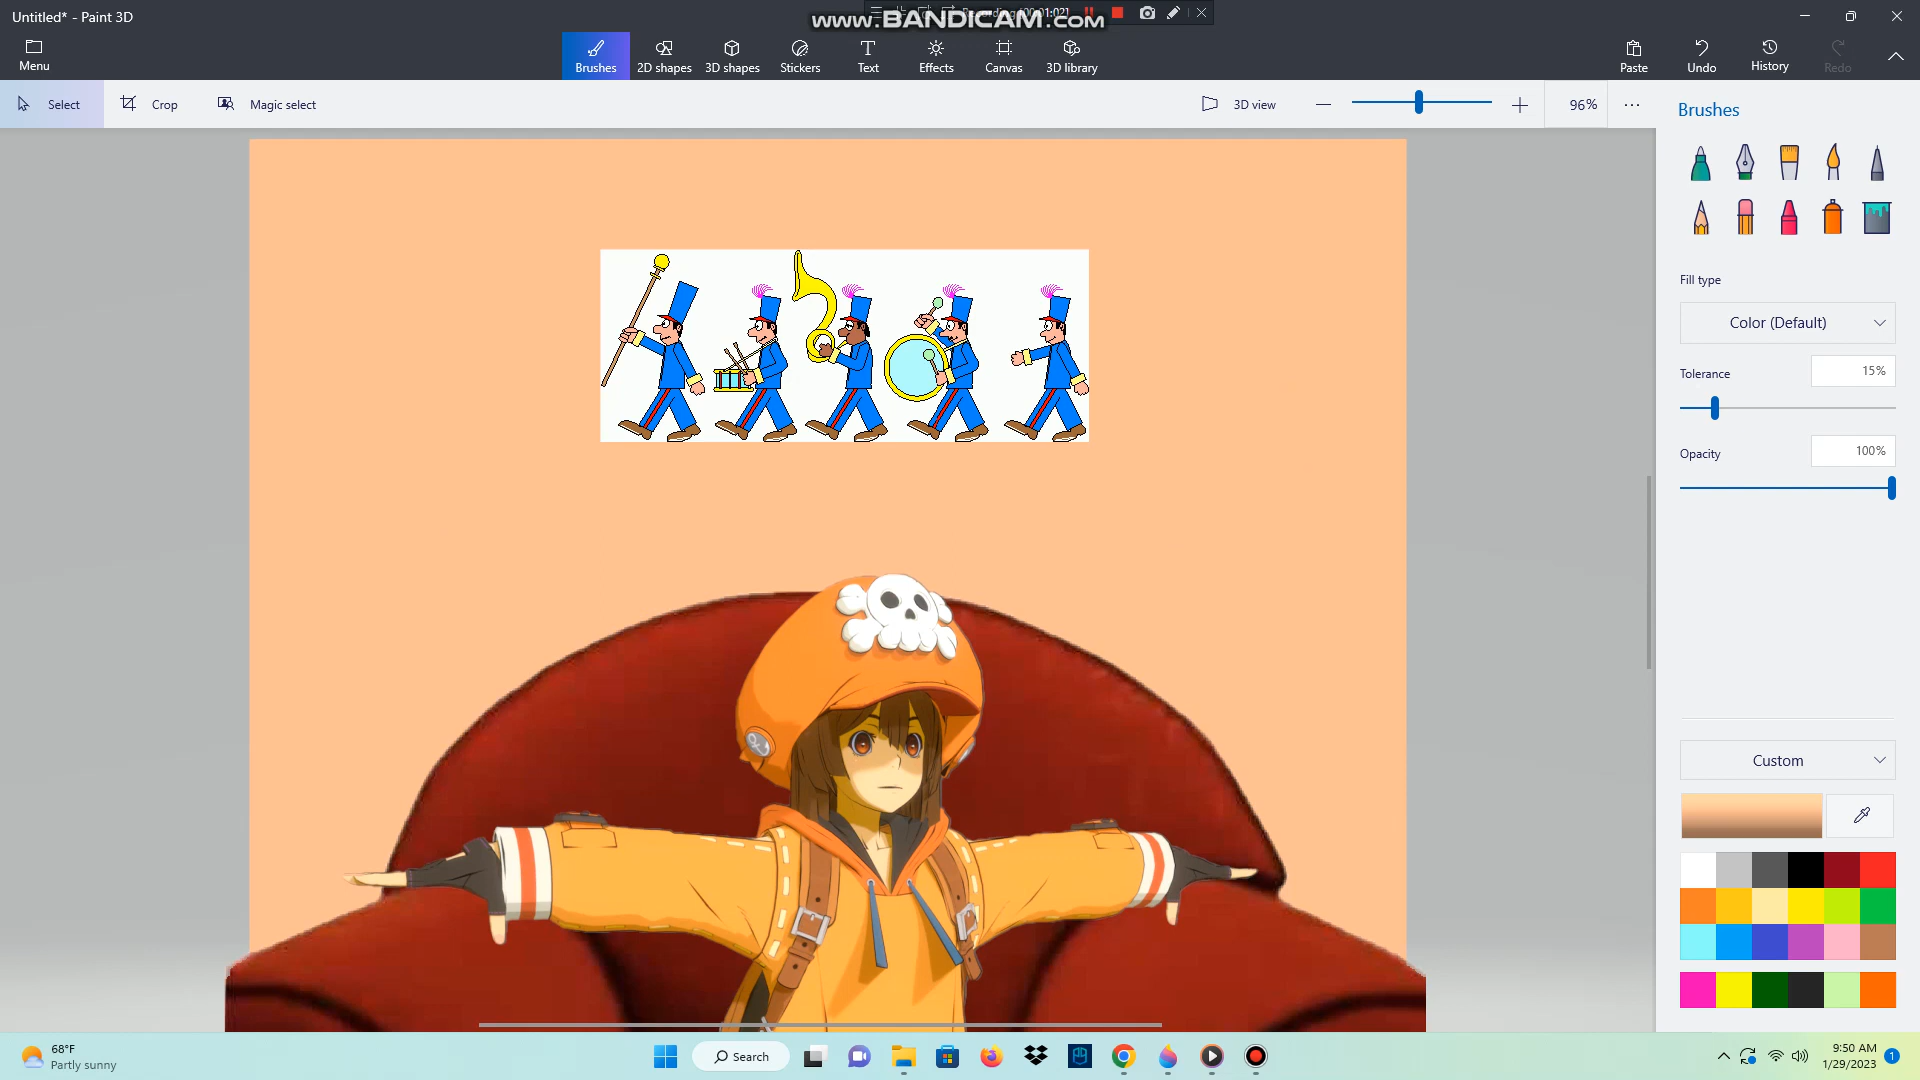 Untitled* - Paint 3D
www.BANDICAM.com
Menu
Brushes
2D shapes
3D shapes
Stickers
Text
Effects
Canvas
3D library
Paste
Undo
History
Redo
Select
Crop
Magic select
3D view
96%
Brushes
Fill type
Color (Default)
Tolerance
15%
Opacity
100%
Custom
68°F
Partly sunny
Search
9:50 AM
1/29/2023
1